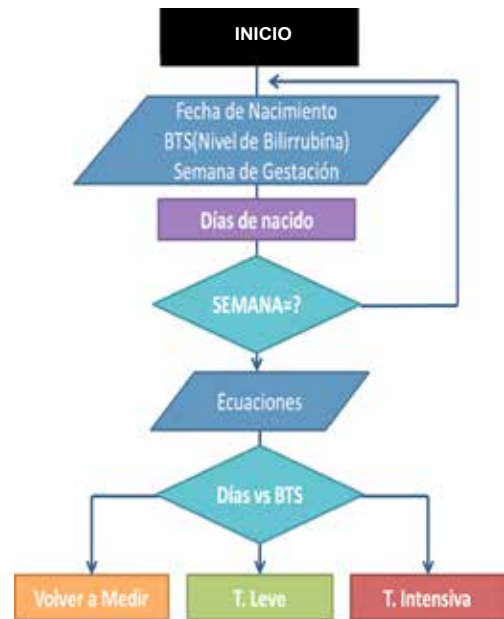 INICIO
Fecha de Nacimiento
BTS(Nivel de Bilirrubina)
Semana de Gestación
Días de nacido
SEMANA=?
Ecuaciones
Días vs BTS
Volver a Medir
T. Leve
T. Intensiva